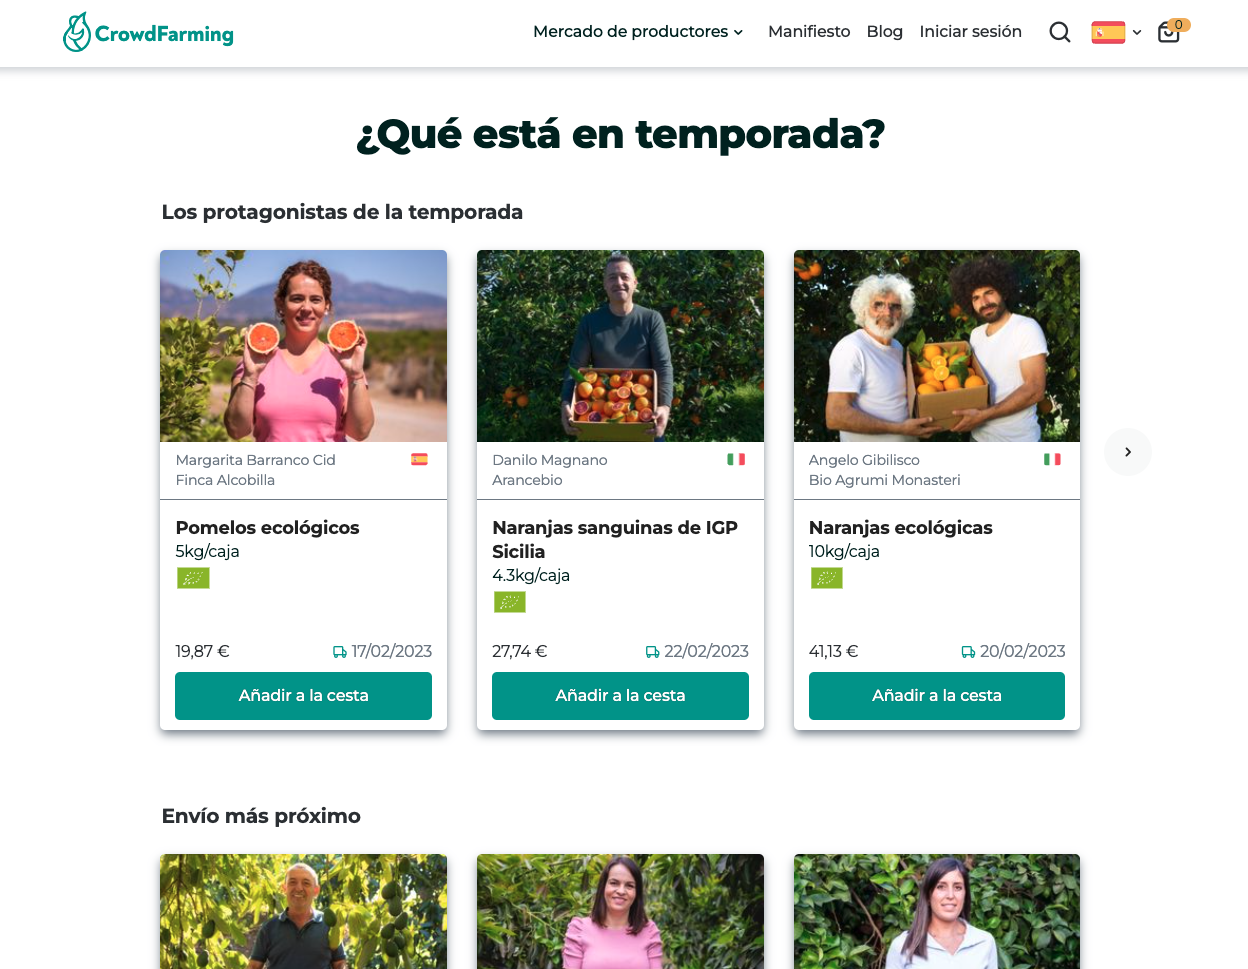 CrowdFarming
Mercado de productores
Manifiesto
Blog
Iniciar sesión
0
¿Qué está en temporada?
Los protagonistas de la temporada
Margarita Barranco Cid
Finca Alcobilla
Pomelos ecológicos
5kg/caja
19,87 €
17/02/2023
Añadir a la cesta
Danilo Magnano
Arancebio
Naranjas sanguinas de IGP
Sicilia
4.3kg/caja
27,74 €
22/02/2023
Añadir a la cesta
Angelo Gibilisco
Bio Agrumi Monasteri
Naranjas ecológicas
10kg/caja
41,13 €
20/02/2023
Añadir a la cesta
Envío más próximo